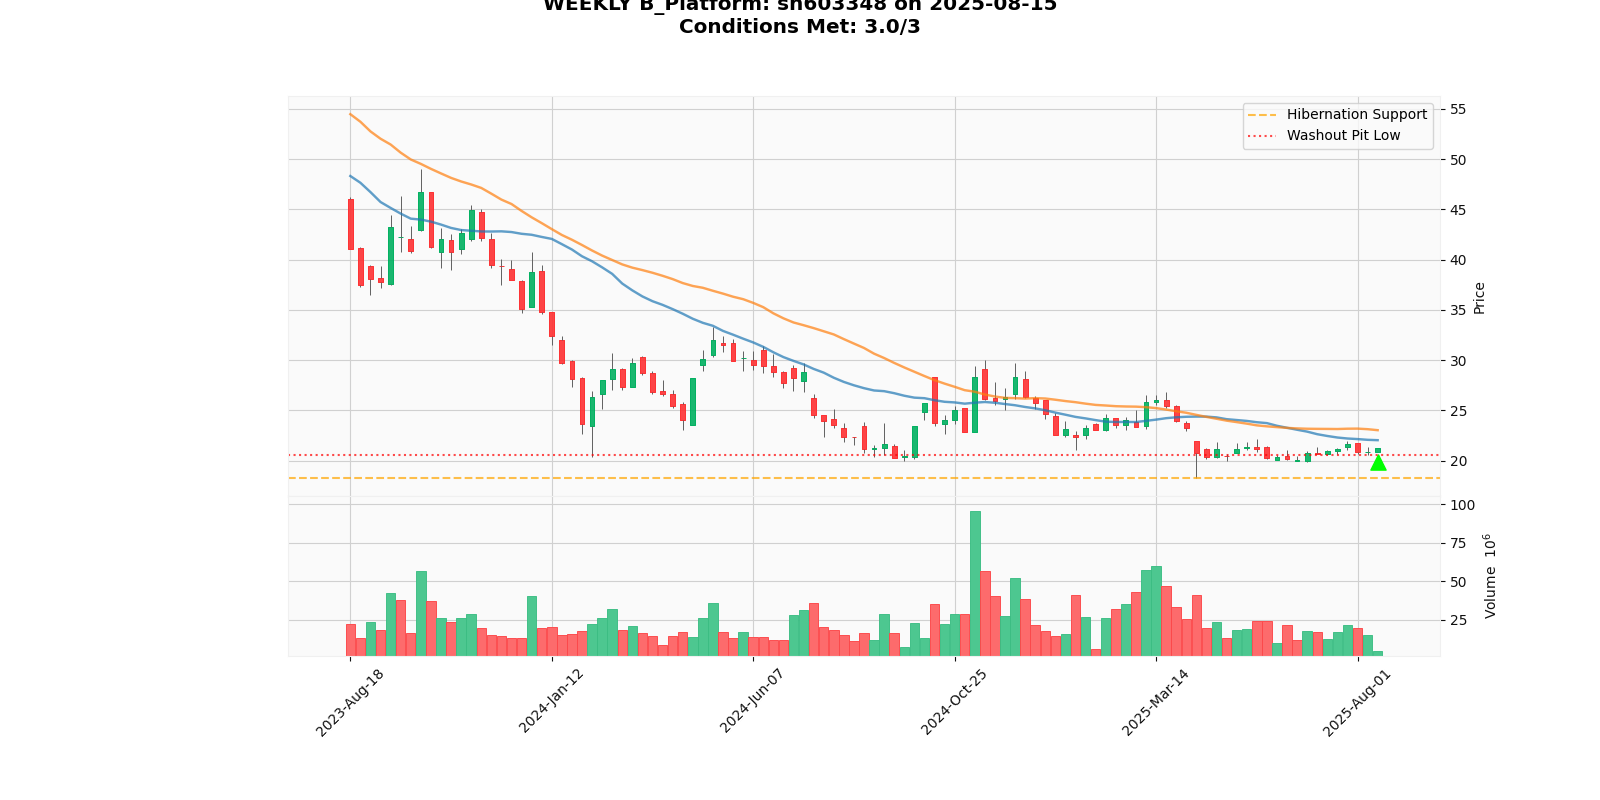 WEEKLY B_Platform: sh603348 on 2025-08-15
Conditions Met: 3.0/3
Hibernation Support
Washout Pit Low
55
50
45
40
35
30
25
20
Price
100
75
50
25
Volume 10⁶
2023-Aug-18
2024-Jan-12
2024-Jun-07
2024-Oct-25
2025-Mar-14
2025-Aug-01